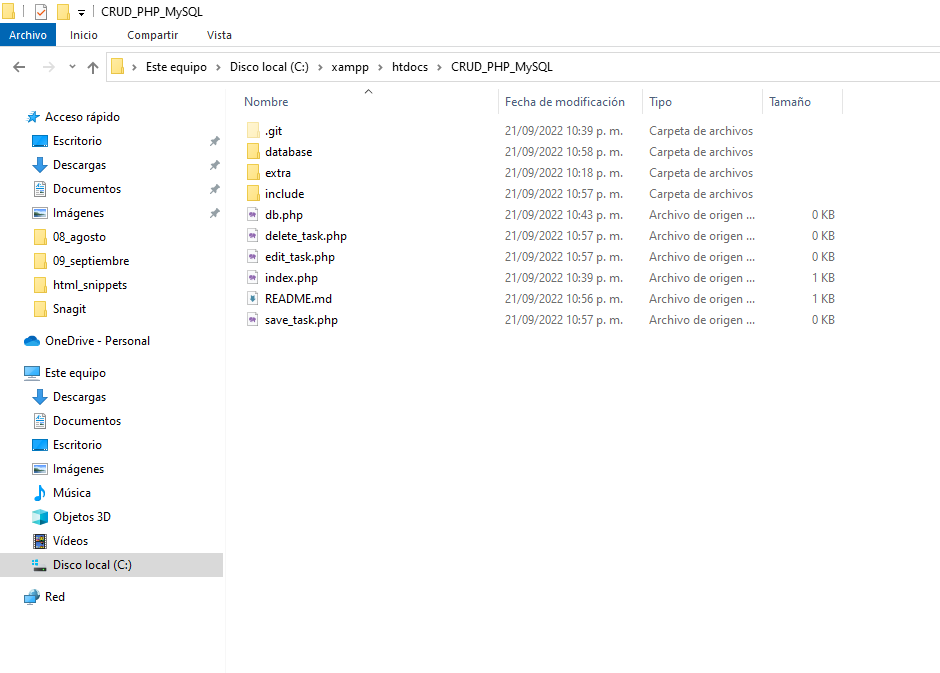 CRUD_PHP_MySQL
Archivo Inicio Compartir Vista
Este equipo Disco local (C:) xampp htdocs CRUD_PHP_MySQL
Acceso rápido
Escritorio
Descargas
Documentos
Imágenes
08_agosto
09_septiembre
html_snippets
Snagit
OneDrive - Personal
Este equipo
Descargas
Documentos
Escritorio
Imágenes
Música
Objetos 3D
Vídeos
Disco local (C:)
Red
Nombre Fecha de modificación Tipo Tamaño
.git 21/09/2022 10:39 p. m. Carpeta de archivos
database 21/09/2022 10:58 p. m. Carpeta de archivos
extra 21/09/2022 10:18 p. m. Carpeta de archivos
include 21/09/2022 10:57 p. m. Carpeta de archivos
db.php 21/09/2022 10:43 p. m. Archivo de origen ... 0 KB
delete_task.php 21/09/2022 10:57 p. m. Archivo de origen ... 0 KB
edit_task.php 21/09/2022 10:57 p. m. Archivo de origen ... 0 KB
index.php 21/09/2022 10:39 p. m. Archivo de origen ... 1 KB
README.md 21/09/2022 10:56 p. m. Archivo de origen ... 1 KB
save_task.php 21/09/2022 10:57 p. m. Archivo de origen ... 0 KB